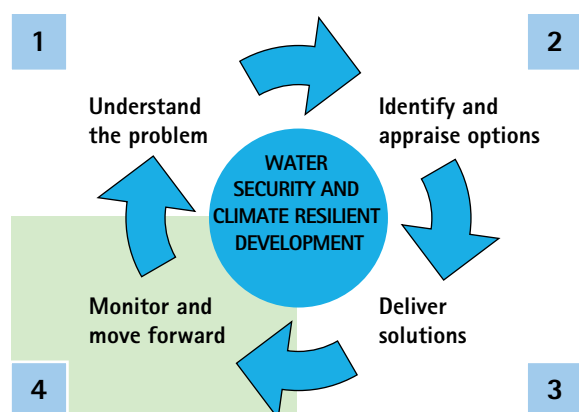 1
2
Understand
the problem
Identify and
appraise options
WATER
SECURITY AND
CLIMATE RESILIENT
DEVELOPMENT
Monitor and
move forward
Deliver
solutions
4
3